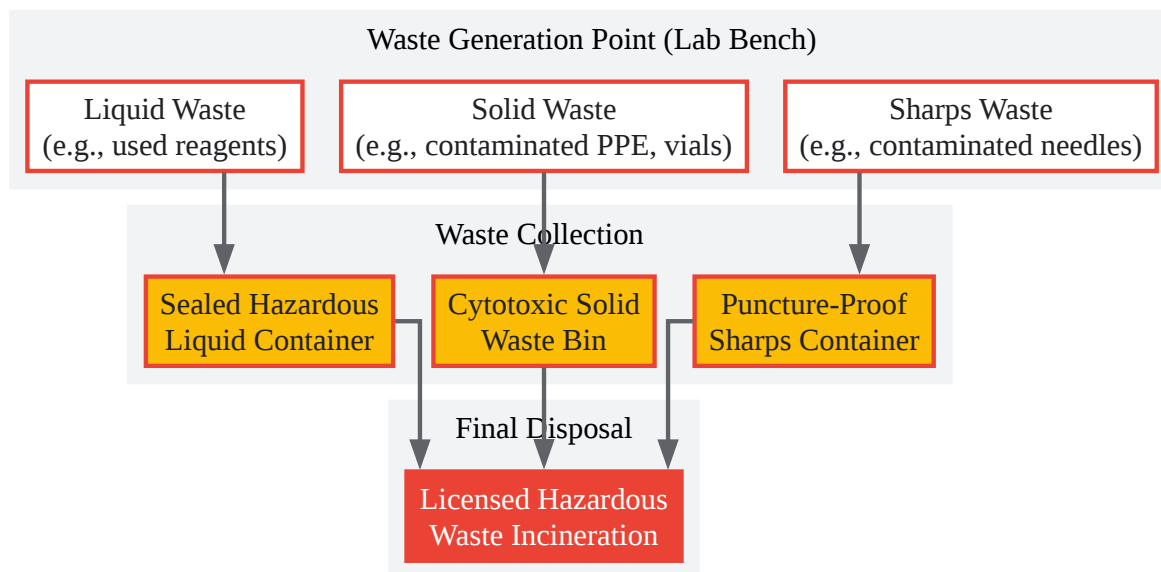 Waste Generation Point (Lab Bench)
Liquid Waste
(e.g., used reagents)
Solid Waste
(e.g., contaminated PPE, vials)
Sharps Waste
(e.g., contaminated needles)
Waste Collection
Sealed Hazardous
Liquid Container
Cytotoxic Solid
Waste Bin
Puncture-Proof
Sharps Container
Final Disposal
Licensed Hazardous
Waste Incineration